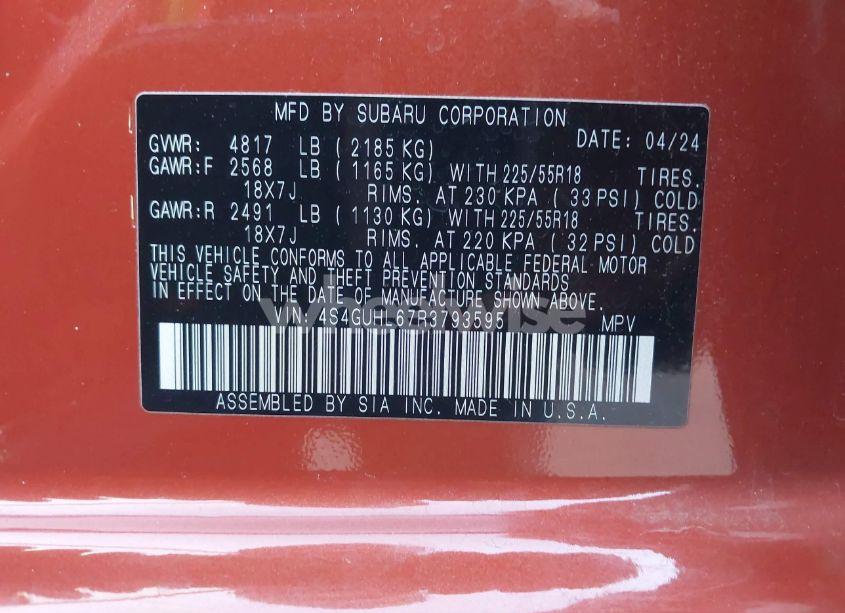 MFD BY SUBARU CORPORATION
GVWR: 4817 LB ( 2185 KG) DATE: 04/24
GAWR:F 2568 LB ( 1165 KG) WITH 225/55R18 TIRES.
18X7J RIMS. AT 230 KPA ( 33 PSI) COLD
GAWR:R 2491 LB ( 1130 KG) WITH 225/55R18 TIRES.
18X7J RIMS. AT 220 KPA ( 32 PSI) COLD
THIS VEHICLE CONFORMS TO ALL APPLICABLE FEDERAL MOTOR
VEHICLE SAFETY AND THEFT PREVENTION STANDARDS
IN EFFECT ON THE DATE OF MANUFACTURE SHOWN ABOVE.
VIN: 4S4GUHL67R3793595 MPV
ASSEMBLED BY SIA INC. MADE IN U.S.A.